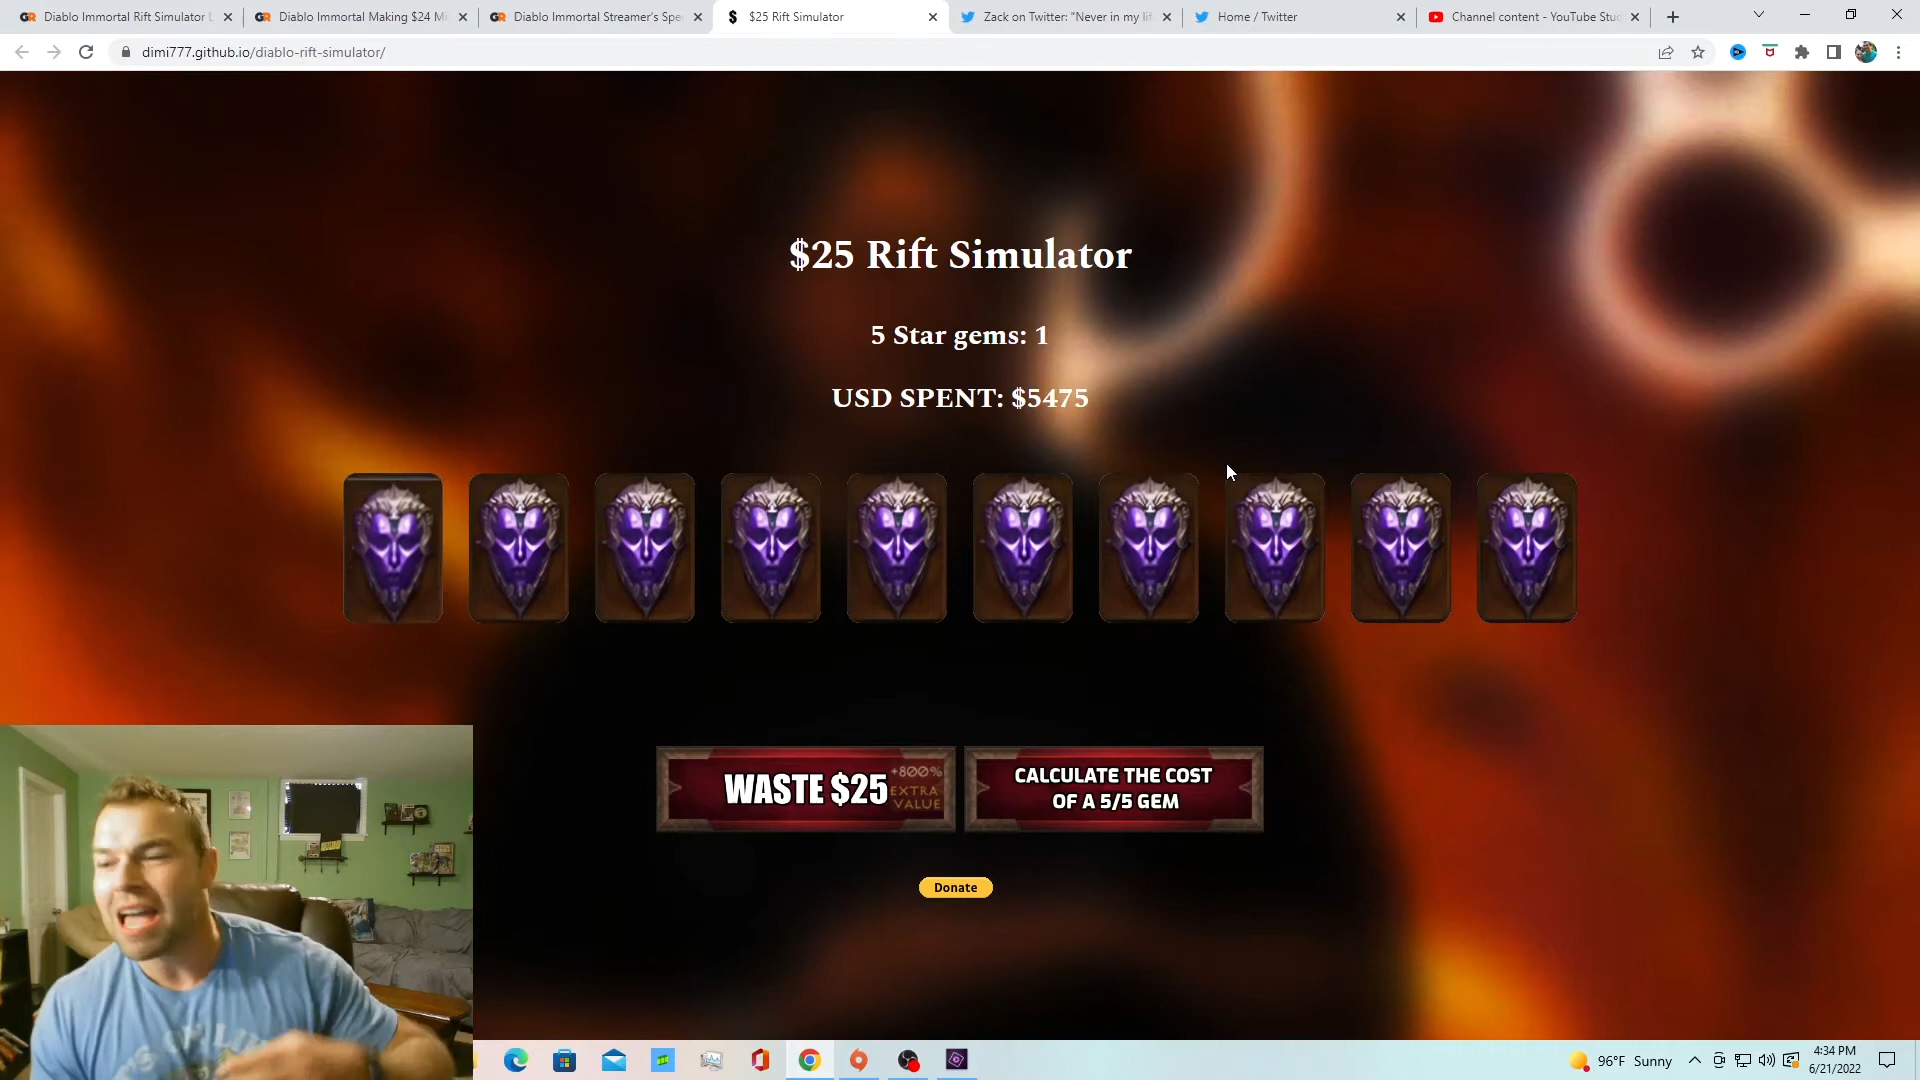 Diablo Immortal Rift Simulator L
Diablo Immortal Making $24 Mi
Diablo Immortal Streamer's Spe
$25 Rift Simulator
Zack on Twitter: "Never in my lif
Home / Twitter
Channel content - YouTube Stud
dimi777.github.io/diablo-rift-simulator/
$25 Rift Simulator
5 Star gems: 1
USD SPENT: $5475
WASTE $25
+800%
EXTRA
VALUE
CALCULATE THE COST
OF A 5/5 GEM
Donate
96°F Sunny
4:34 PM
6/21/2022